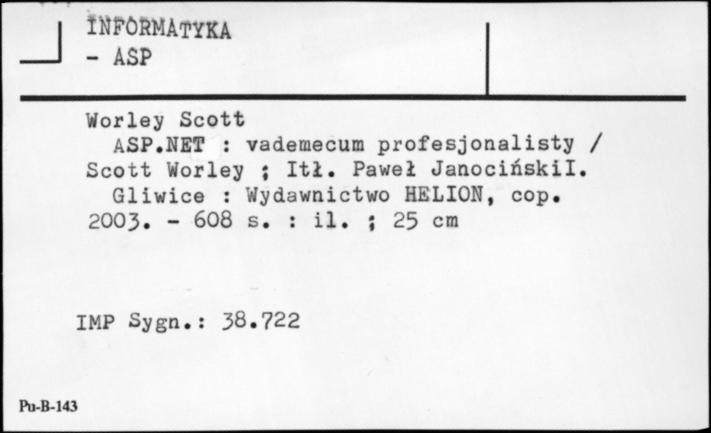 INFORMATYKA
- ASP
Worley Scott
ASP.NET : vademecum profesjonalisty /
Scott Worley ; Itł. Paweł JanocińskiI.
Gliwice : Wydawnictwo HELION, cop.
2003. - 608 s. : il. ; 25 cm
IMP Sygn.: 38.722
Pu-B-143